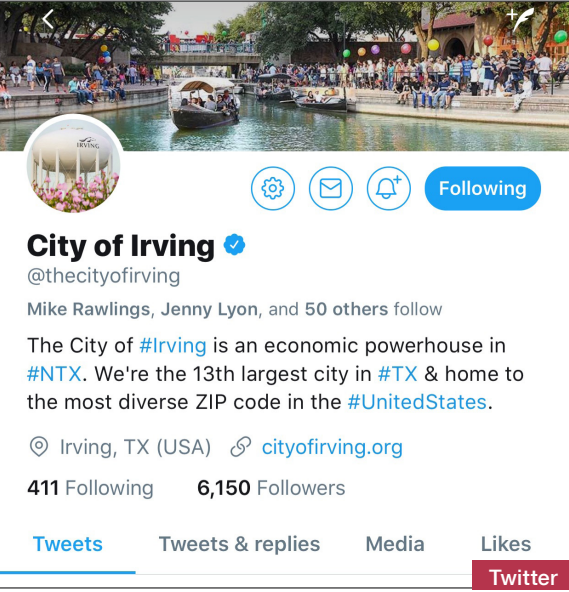 IRVING
Following
City of Irving
@thecityofirving
Mike Rawlings, Jenny Lyon, and 50 others follow
The City of #Irving is an economic powerhouse in
#NTX. We're the 13th largest city in #TX & home to
the most diverse ZIP code in the #UnitedStates.
Irving, TX (USA) cityofirving.org
411 Following 6,150 Followers
Tweets Tweets & replies Media Likes
Twitter